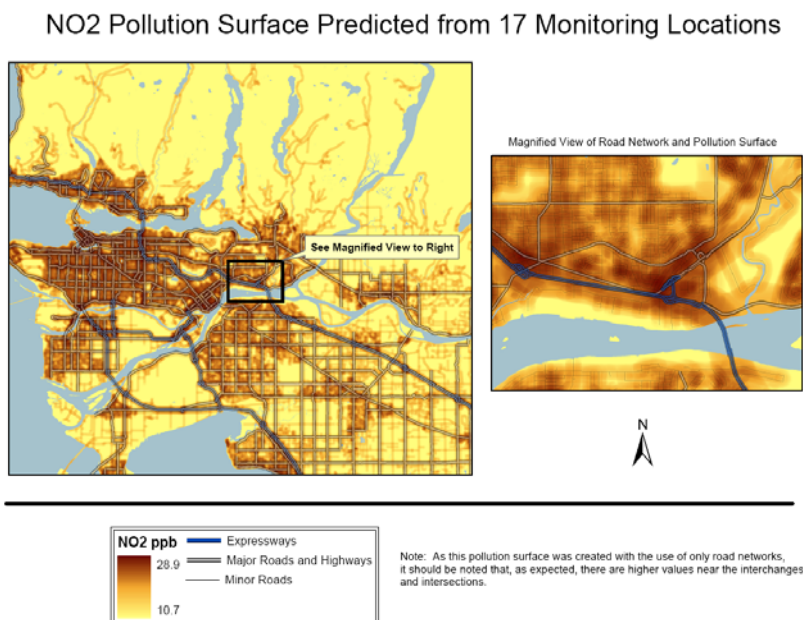 NO2 Pollution Surface Predicted from 17 Monitoring Locations
Magnified View of Road Network and Pollution Surface
See Magnified View to Right
N
NO2 ppb
28.9
10.7
Expressways
Major Roads and Highways
Minor Roads
Note:  As this pollution surface was created with the use of only road networks,
it should be noted that, as expected, there are higher values near the interchanges
and intersections.